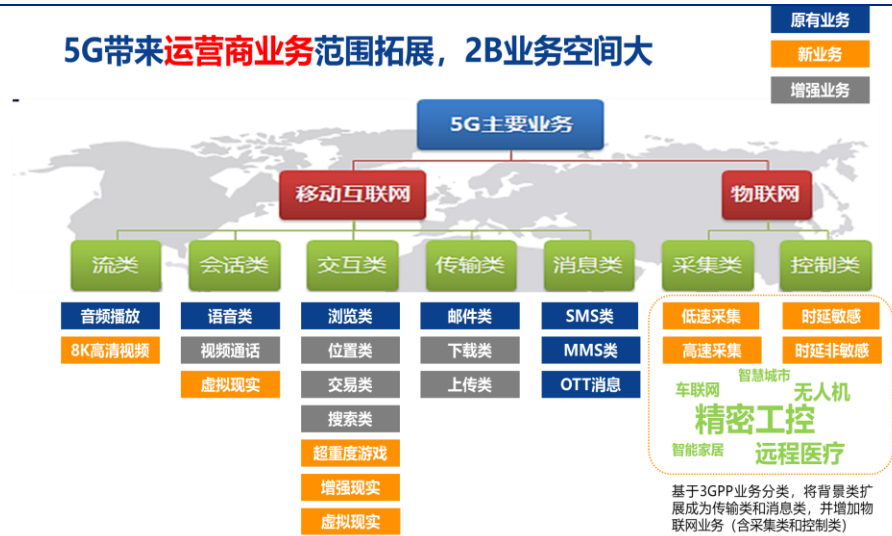 原有业务
5G带来运营商业务范围拓展，2B业务空间大
新业务
增强业务
5G主要业务
移动互联网
物联网
流类
会话类
交互类
传输类
消息类
采集类
控制类
音频播放
语音类
浏览类
邮件类
SMS类
低速采集
时延敏感
8K高清视频
视频通话
位置类
下载类
MMS类
高速采集
时延非敏感
虚拟现实
交易类
上传类
OTT消息
智慧城市
车联网
无人机
搜索类
精密工控
超重度游戏
智能家居
远程医疗
增强现实
虚拟现实
基于3GPP业务分类，将背景类扩
展成为传输类和消息类，并增加物
联网业务（含采集类和控制类）